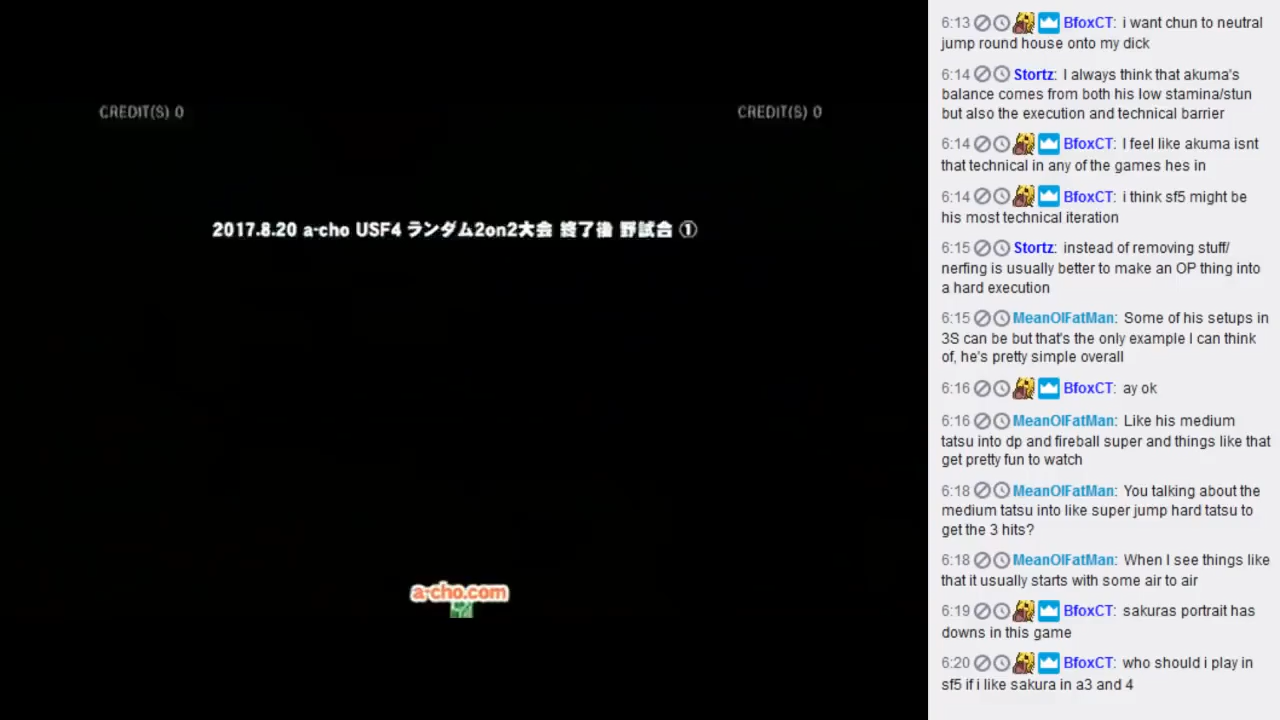 CREDIT(S) 0
CREDIT(S) 0
2017.8.20 a-cho USF4 ランダム2on2大会 終了後 野試合 ①
a-cho.com
6:13 BfoxCT: i want chun to neutral
jump round house onto my dick
6:14 Stortz: I always think that akuma's
balance comes from both his low stamina/stun
but also the execution and technical barrier
6:14 BfoxCT: I feel like akuma isnt
that technical in any of the games hes in
6:14 BfoxCT: i think sf5 might be
his most technical iteration
6:15 Stortz: instead of removing stuff/
nerfing is usually better to make an OP thing into
a hard execution
6:15 MeanOlFatMan: Some of his setups in
3S can be but that's the only example I can think
of, he's pretty simple overall
6:16 BfoxCT: ay ok
6:16 MeanOlFatMan: Like his medium
tatsu into dp and fireball super and things like that
get pretty fun to watch
6:18 MeanOlFatMan: You talking about the
medium tatsu into like super jump hard tatsu to
get the 3 hits?
6:18 MeanOlFatMan: When I see things like
that it usually starts with some air to air
6:19 BfoxCT: sakuras portrait has
downs in this game
6:20 BfoxCT: who should i play in
sf5 if i like sakura in a3 and 4